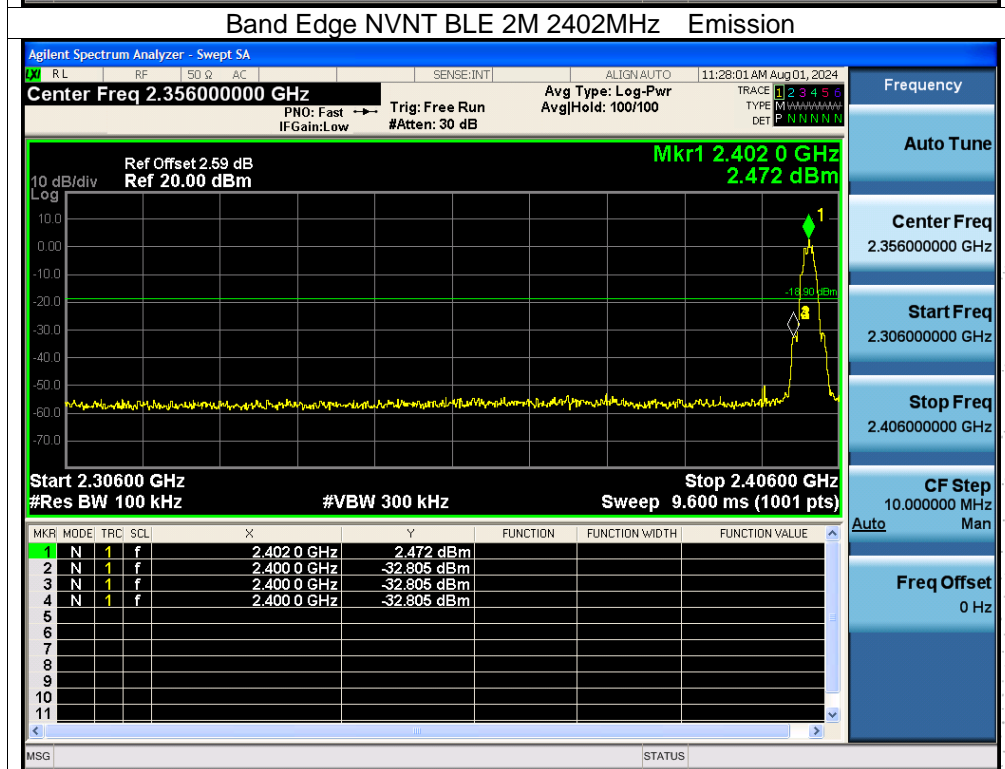 Band Edge NVNT BLE 2M 2402MHz    Emission
Agilent Spectrum Analyzer - Swept SA
LXI RL RF 50 Ω AC SENSE:INT ALIGN AUTO 11:28:01 AM Aug 01, 2024
Center Freq 2.356000000 GHz
PNO: Fast
IFGain:Low
Trig: Free Run
#Atten: 30 dB
Avg Type: Log-Pwr
Avg|Hold: 100/100
TRACE 1 2 3 4 5 6
TYPE M
DET P N N N N N
Ref Offset 2.59 dB
10 dB/div Ref 20.00 dBm
Log
Mkr1 2.402 0 GHz
2.472 dBm
10.0
0.00
-10.0
-20.0
-30.0
-40.0
-50.0
-60.0
-70.0
1
-18.90 dBm
Start 2.30600 GHz Stop 2.40600 GHz
#Res BW 100 kHz #VBW 300 kHz Sweep 9.600 ms (1001 pts)
MKR MODE TRC SCL X Y FUNCTION FUNCTION WIDTH FUNCTION VALUE
1 N 1 f 2.402 0 GHz 2.472 dBm
2 N 1 f 2.400 0 GHz -32.805 dBm
3 N 1 f 2.400 0 GHz -32.805 dBm
4 N 1 f 2.400 0 GHz -32.805 dBm
5
6
7
8
9
10
11
MSG STATUS
Frequency
Auto Tune
Center Freq
2.356000000 GHz
Start Freq
2.306000000 GHz
Stop Freq
2.406000000 GHz
CF Step
10.000000 MHz
Auto Man
Freq Offset
0 Hz